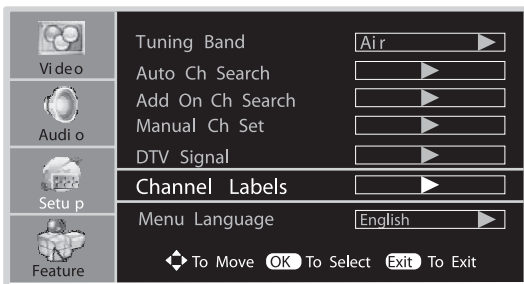 Video
Audio
Setup
Feature
Tuning Band Air
Auto Ch Search
Add On Ch Search
Manual Ch Set
DTV Signal
Channel Labels
Menu Language English
To Move OK To Select Exit To Exit